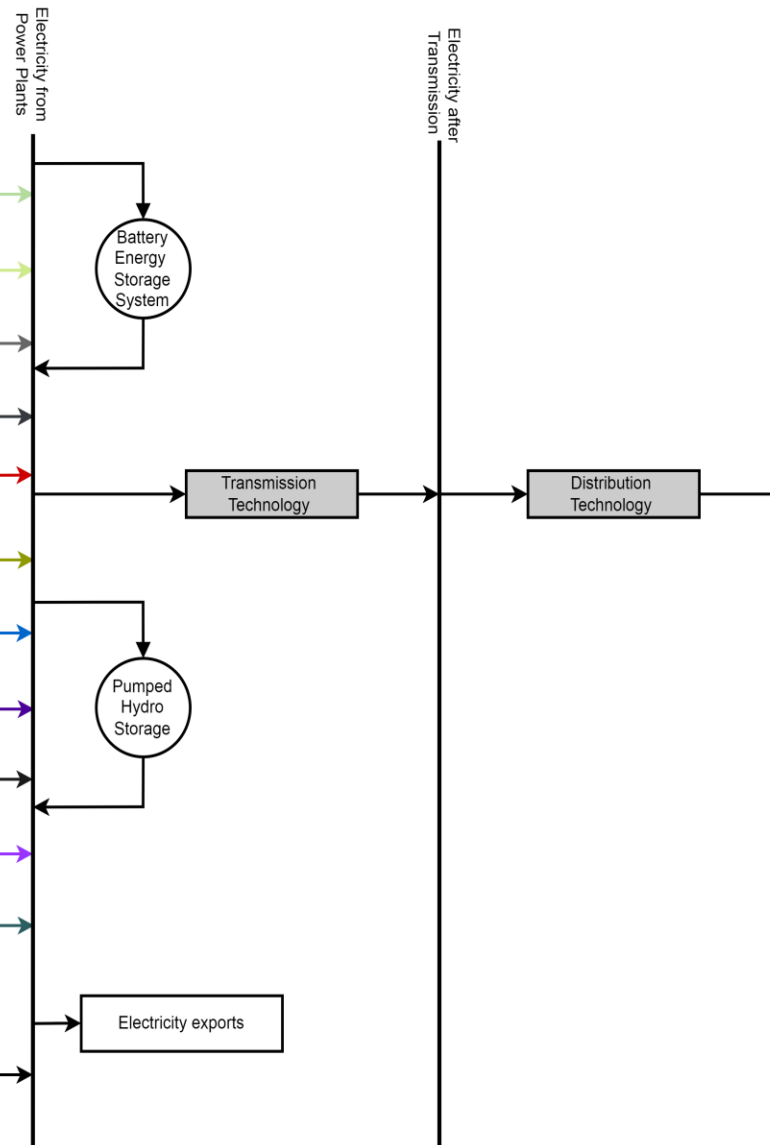 Electricity from
Power Plants
Electricity after
Transmission
Battery
Energy
Storage
System
Transmission
Technology
Distribution
Technology
Pumped
Hydro
Storage
Electricity exports